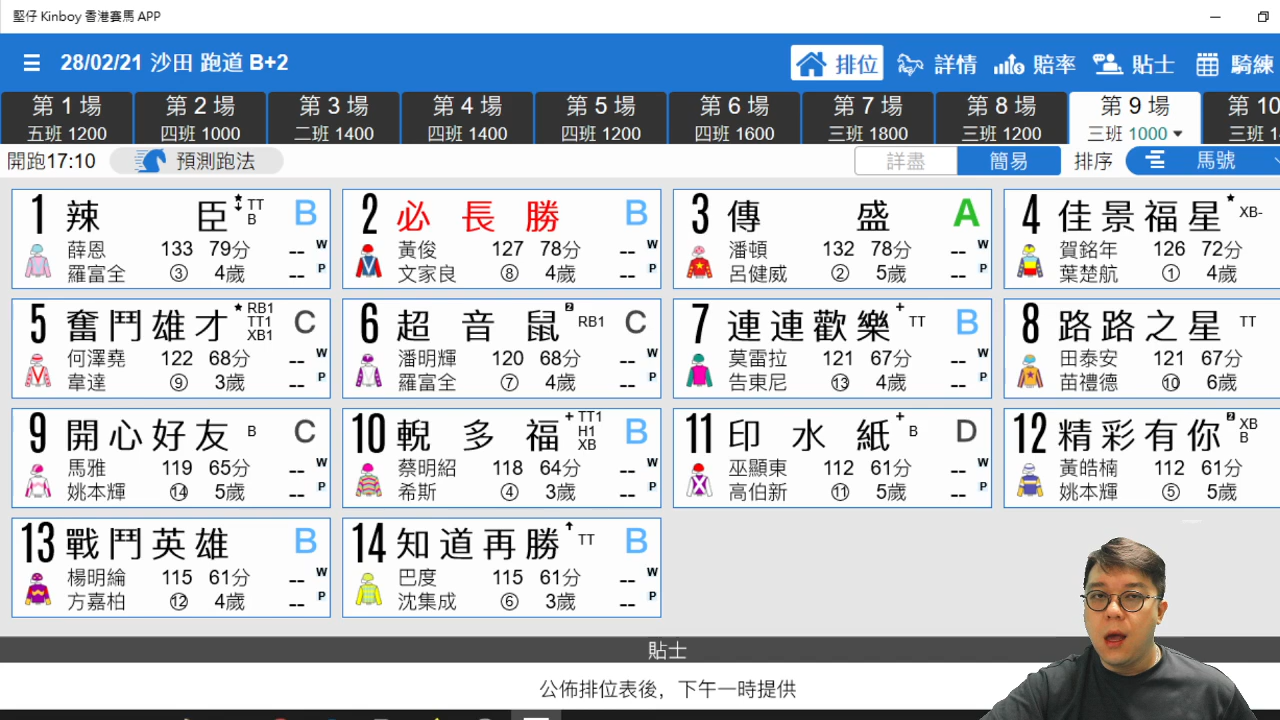 堅仔 Kinboy 香港賽馬 APP
28/02/21 沙田 跑道 B+2 排位 詳情 賠率 貼士 騎練
第 1 場 第 2 場 第 3 場 第 4 場 第 5 場 第 6 場 第 7 場 第 8 場 第 9 場 第 10
五班 1200 四班 1000 二班 1400 四班 1400 四班 1200 四班 1600 三班 1800 三班 1200 三班 1000 三班 1
開跑17:10 預測跑法 詳盡 簡易 排序 馬號
1 辣臣 TT B B
薛恩 133 79分 -- W
羅富全 ③ 4歲 -- P
2 必長勝 B
黃俊 127 78分 -- W
文家良 ⑧ 4歲 -- P
3 傳盛 A
潘頓 132 78分 -- W
呂健威 ② 5歲 -- P
4 佳景福星 XB-
賀銘年 126 72分
葉楚航 ① 4歲
5 奮鬥雄才 RB1 TT1 XB1 C
何澤堯 122 68分 -- W
韋達 ⑨ 3歲 -- P
6 超音鼠 2 RB1 C
潘明輝 120 68分 -- W
羅富全 ⑦ 4歲 -- P
7 連連歡樂 + TT B
莫雷拉 121 67分 -- W
告東尼 ⑬ 4歲 -- P
8 路路之星 TT
田泰安 121 67分
苗禮德 ⑩ 6歲
9 開心好友 B C
馬雅 119 65分 -- W
姚本輝 ⑭ 5歲 -- P
10 輗多福 + TT1 H1 XB B
蔡明紹 118 64分 -- W
希斯 ④ 3歲 -- P
11 印水紙 + B D
巫顯東 112 61分 -- W
高伯新 ⑪ 5歲 -- P
12 精彩有你 2 XB B
黃皓楠 112 61分
姚本輝 ⑤ 5歲
13 戰鬥英雄 B
楊明綸 115 61分 -- W
方嘉柏 ⑫ 4歲 -- P
14 知道再勝 TT B
巴度 115 61分 -- W
沈集成 ⑥ 3歲 -- P
貼士
公佈排位表後，下午一時提供